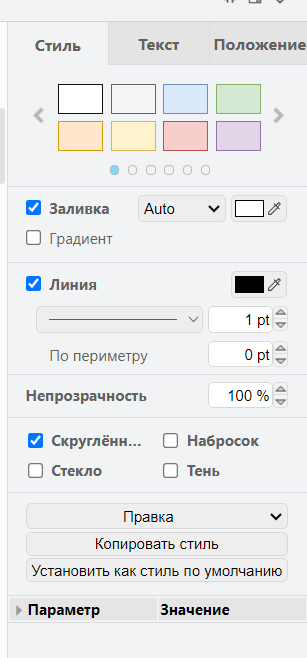 Стиль Текст Положение
Заливка Auto
Градиент
Линия
1 pt
По периметру 0 pt
Непрозрачность 100 %
Скруглённ... Набросок
Стекло Тень
Правка
Копировать стиль
Установить как стиль по умолчанию
Параметр Значение